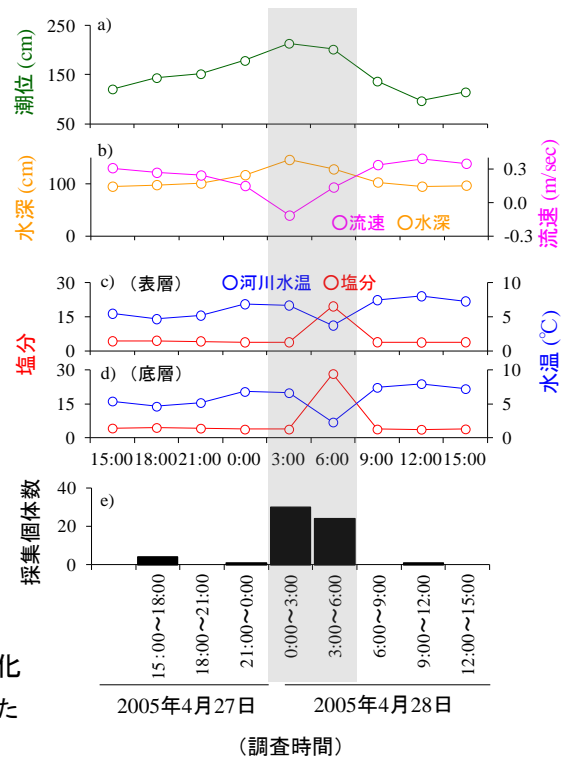 a)
潮位 (cm)
250
150
50
b)
水深 (cm)
100
0
流速 (m/sec)
0.3
0.0
-0.3
○流速 ○水深
c) (表層) ○河川水温 ○塩分
塩分
30
15
0
水温 (℃)
10
5
0
d) (底層)
30
15
0
10
5
0
15:00 18:00 21:00 0:00 3:00 6:00 9:00 12:00 15:00
e)
採集個体数
40
20
0
15:00~18:00
18:00~21:00
21:00~0:00
0:00~3:00
3:00~6:00
6:00~9:00
9:00~12:00
12:00~15:00
化
た
2005年4月27日 2005年4月28日
(調査時間)